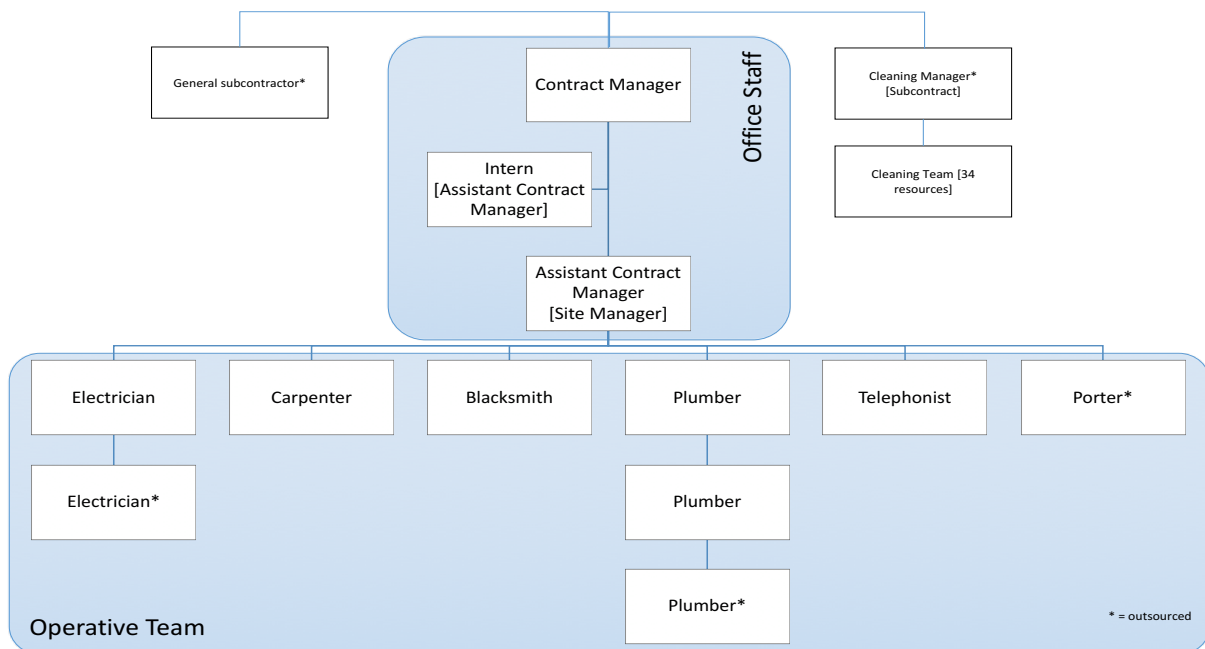 General subcontractor*
Contract Manager
Office Staff
Cleaning Manager*
[Subcontract]
Intern
[Assistant Contract
Manager]
Cleaning Team [34
resources]
Assistant Contract
Manager
[Site Manager]
Electrician
Carpenter
Blacksmith
Plumber
Telephonist
Porter*
Electrician*
Plumber
Plumber*
* = outsourced
Operative Team